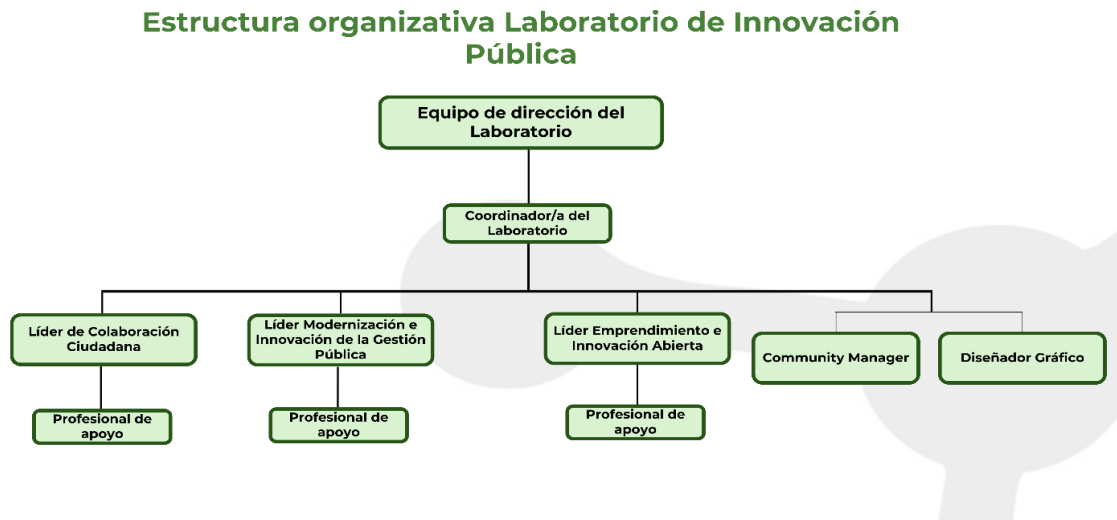 Estructura organizativa Laboratorio de Innovación
Pública
Equipo de dirección del
Laboratorio
Coordinador/a del
Laboratorio
Líder de Colaboración
Ciudadana
Líder Modernización e
Innovación de la Gestión
Pública
Líder Emprendimiento e
Innovación Abierta
Community Manager
Diseñador Gráfico
Profesional de
apoyo
Profesional de
apoyo
Profesional de
apoyo